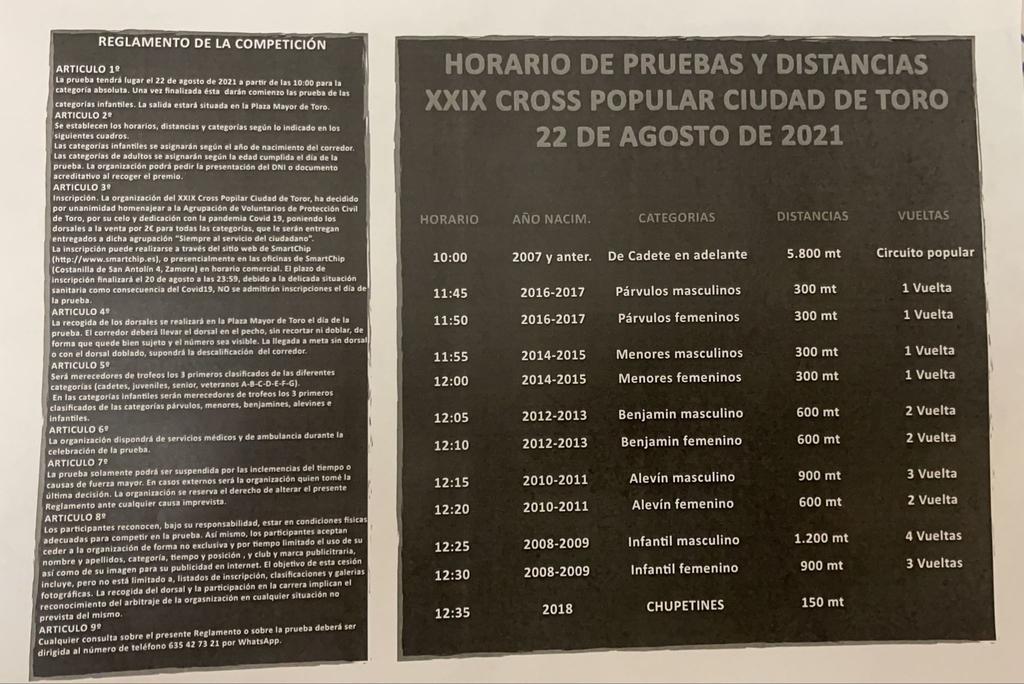 REGLAMENTO DE LA COMPETICIÓN
ARTICULO 1º
La prueba tendrá lugar el 22 de agosto de 2021 a partir de las 10:00 para la
categoría absoluta. Una vez finalizada ésta darán comienzo las prueba de las
categorías infantiles. La salida estará situada en la Plaza Mayor de Toro.
ARTICULO 2º
Se establecen los horarios, distancias y categorías según lo indicado en los
siguientes cuadros.
Las categorías infantiles se asignarán según el año de nacimiento del corredor.
Las categorías de adultos se asignarán según la edad cumplida el día de la
prueba. La organización podrá pedir la presentación del DNI o documento
acreditativo al recoger el premio.
ARTICULO 3º
Inscripción. La organización del XXIX Cross Popilar Ciudad de Toror, ha decidido
por unanimidad homenajear a la Agrupación de Voluntarios de Protección Civil
de Toro, por su celo y dedicación con la pandemia Covid 19, poniendo los
dorsales a la venta por 2€ para todas las categorías, que le serán entregan
entregados a dicha agrupación "Siempre al servicio del ciudadano".
La inscripción puede realizarse a través del sitio web de SmartChip
(http://www.smartchip.es), o presencialmente en las oficinas de SmartChip
(Costanilla de San Antolín 4, Zamora) en horario comercial. El plazo de
inscripción finalizará el 20 de agosto a las 23:59, debido a la delicada situación
sanitaria como consecuencia del Covid19, NO se admitirán inscripciones el día de
la prueba.
ARTICULO 4º
La recogida de los dorsales se realizará en la Plaza Mayor de Toro el día de la
prueba. El corredor deberá llevar el dorsal en el pecho, sin recortar ni doblar, de
forma que quede bien sujeto y el número sea visible. La llegada a meta sin dorsal
o con el dorsal doblado, supondrá la descalificación del corredor.
ARTICULO 5º
Será merecedores de trofeos los 3 primeros clasificados de las diferentes
categorías (cadetes, juveniles, senior, veteranos A-B-C-D-E-F-G).
En las categorías infantiles serán merecedores de trofeos los 3 primeros
clasificados de las categorías párvulos, menores, benjamines, alevines e
infantiles.
ARTICULO 6º
La organización dispondrá de servicios médicos y de ambulancia durante la
celebración de la prueba.
ARTICULO 7º
La prueba solamente podrá ser suspendida por las inclemencias del tiempo o
causas de fuerza mayor. En casos externos será la organización quien tome la
última decisión. La organización se reserva el derecho de alterar el presente
Reglamento ante cualquier causa imprevista.
ARTICULO 8º
Los participantes reconocen, bajo su responsabilidad, estar en condiciones físicas
adecuadas para competir en la prueba. Así mismo, los participantes aceptan
ceder a la organización de forma no exclusiva y por tiempo limitado el uso de su
nombre y apellidos, categoría, tiempo y posición , y club y marca publicitraria,
así como de su imagen para su publicidad en internet. El objetivo de esta cesión
incluye, pero no está limitado a, listados de inscripción, clasificaciones y galerías
fotográficas. La recogida del dorsal y la participación en la carrera implican el
reconocimiento del arbitraje de la orgasnización en cualquier situación no
prevista del mismo.
ARTICULO 9º
Cualquier consulta sobre el presente Reglamento o sobre la prueba deberá ser
dirigida al número de teléfono 635 42 73 21 por WhatsApp.
HORARIO DE PRUEBAS Y DISTANCIAS
XXIX CROSS POPULAR CIUDAD DE TORO
22 DE AGOSTO DE 2021
HORARIO AÑO NACIM. CATEGORIAS DISTANCIAS VUELTAS
10:00 2007 y anter. De Cadete en adelante 5.800 mt Circuito popular
11:45 2016-2017 Párvulos masculinos 300 mt 1 Vuelta
11:50 2016-2017 Párvulos femeninos 300 mt 1 Vuelta
11:55 2014-2015 Menores masculinos 300 mt 1 Vuelta
12:00 2014-2015 Menores femeninos 300 mt 1 Vuelta
12:05 2012-2013 Benjamin masculino 600 mt 2 Vuelta
12:10 2012-2013 Benjamin femenino 600 mt 2 Vuelta
12:15 2010-2011 Alevín masculino 900 mt 3 Vuelta
12:20 2010-2011 Alevín femenino 600 mt 2 Vuelta
12:25 2008-2009 Infantil masculino 1.200 mt 4 Vueltas
12:30 2008-2009 Infantil femenino 900 mt 3 Vueltas
12:35 2018 CHUPETINES 150 mt